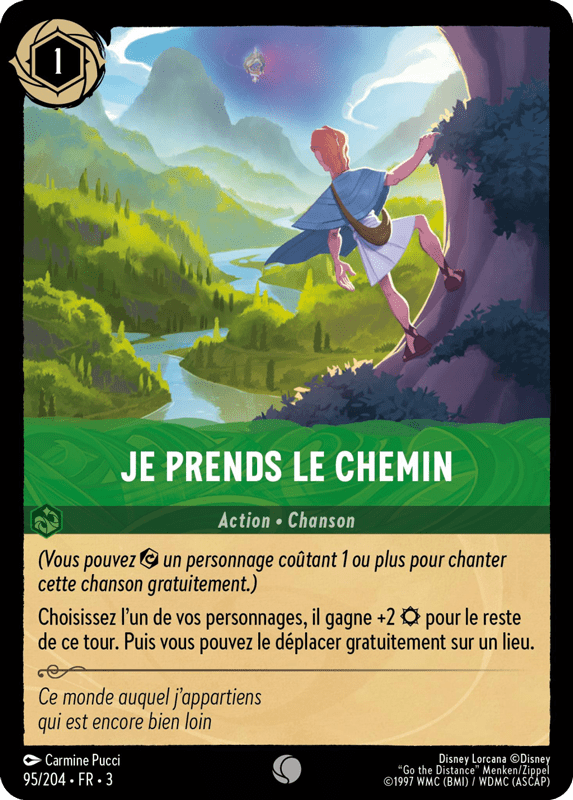 1
JE PRENDS LE CHEMIN
Action • Chanson
(Vous pouvez un personnage coûtant 1 ou plus pour chanter
cette chanson gratuitement.)
Choisissez l'un de vos personnages, il gagne +2 pour le reste
de ce tour. Puis vous pouvez le déplacer gratuitement sur un lieu.
Ce monde auquel j'appartiens
qui est encore bien loin
Carmine Pucci
95/204 • FR • 3
Disney Lorcana ©Disney
"Go the Distance" Menken/Zippel
©1997 WMC (BMI) / WDMC (ASCAP)